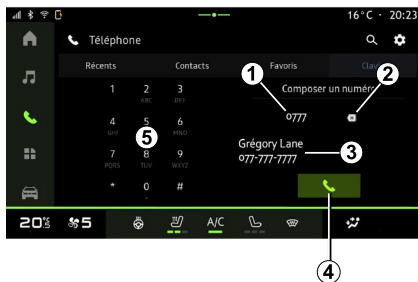 16°C · 20:23
Téléphone
Récents Contacts Favoris Clav
1 2 3 Composer un numéro
ABC DEF
1 2
0777
4 5 6
GHI MNO
5
Grégory Lane 3
077-777-7777
7 8 9
PQRS TUV WXYZ
* 0 #
20.5 5 A/C
4